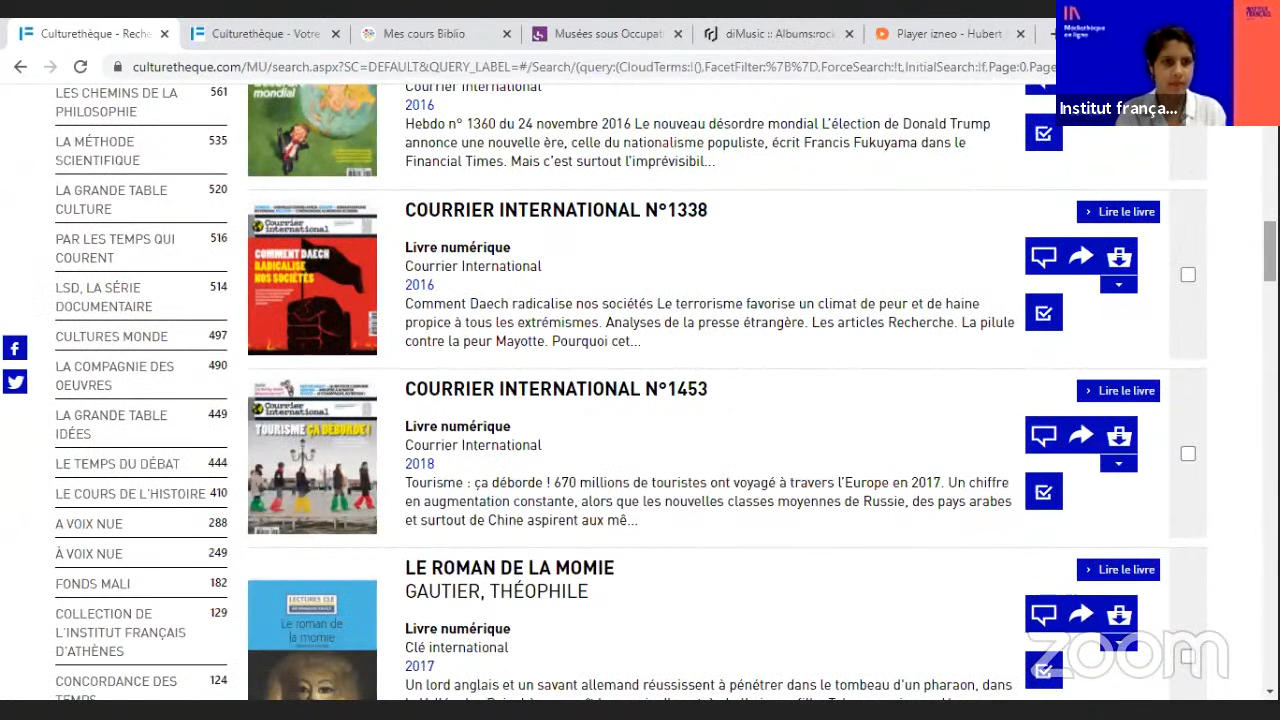 Culturethèque - Reche
Culturethèque - Votre
Mes cours Biblio
Musées sous Occupat
diMusic :: Albumstock
Player izneo - Hubert
culturetheque.com/MU/search.aspx?SC=DEFAULT&QUERY_LABEL=#/Search/(query:(CloudTerms:!(),FacetFilter:%7B%7D,ForceSearch:!t,InitialSearch:!f,Page:0,Page
Médiathèque
en ligne
INSTITUT
FRANÇAIS
Institut frança...
LES CHEMINS DE LA PHILOSOPHIE 561
LA MÉTHODE SCIENTIFIQUE 535
LA GRANDE TABLE CULTURE 520
PAR LES TEMPS QUI COURENT 516
LSD, LA SÉRIE DOCUMENTAIRE 514
CULTURES MONDE 497
LA COMPAGNIE DES OEUVRES 490
LA GRANDE TABLE IDÉES 449
LE TEMPS DU DÉBAT 444
LE COURS DE L'HISTOIRE 410
A VOIX NUE 288
À VOIX NUE 249
FONDS MALI 182
COLLECTION DE L'INSTITUT FRANÇAIS D'ATHÈNES 129
CONCORDANCE DES TEMPS 124
mondial
Courrier International
2016
Hebdo 1360 du 24 novembre 2016 Le nouveau désordre mondial L'élection de Donald Trump
annonce une nouvelle ère, celle du nationalisme populiste, écrit Francis Fukuyama dans le
Financial Times. Mais c'est surtout l'imprévisibil...
Courrier
international
COMMENT DAECH
RADICALISE
NOS SOCIÉTÉS
COURRIER INTERNATIONAL N°1338
Lire le livre
Livre numérique
Courrier International
2016
Comment Daech radicalise nos sociétés Le terrorisme favorise un climat de peur et de haine
propice à tous les extrémismes. Analyses de la presse étrangère. Les articles Recherche. La pilule
contre la peur Mayotte. Pourquoi cet...
Courrier
international
TOURISME ÇA DÉBORDE !
COURRIER INTERNATIONAL N°1453
Lire le livre
Livre numérique
Courrier International
2018
Tourisme : ça déborde ! 670 millions de touristes ont voyagé à travers l'Europe en 2017. Un chiffre
en augmentation constante, alors que les nouvelles classes moyennes de Russie, des pays arabes
et surtout de Chine aspirent aux mê...
LECTURES CLE
Le roman de
la momie
LE ROMAN DE LA MOMIE
Lire le livre
GAUTIER, THÉOPHILE
Livre numérique
Clé international
2017
Un lord anglais et un savant allemand réussissent à pénétrer dans le tombeau d'un pharaon, dans
zoom